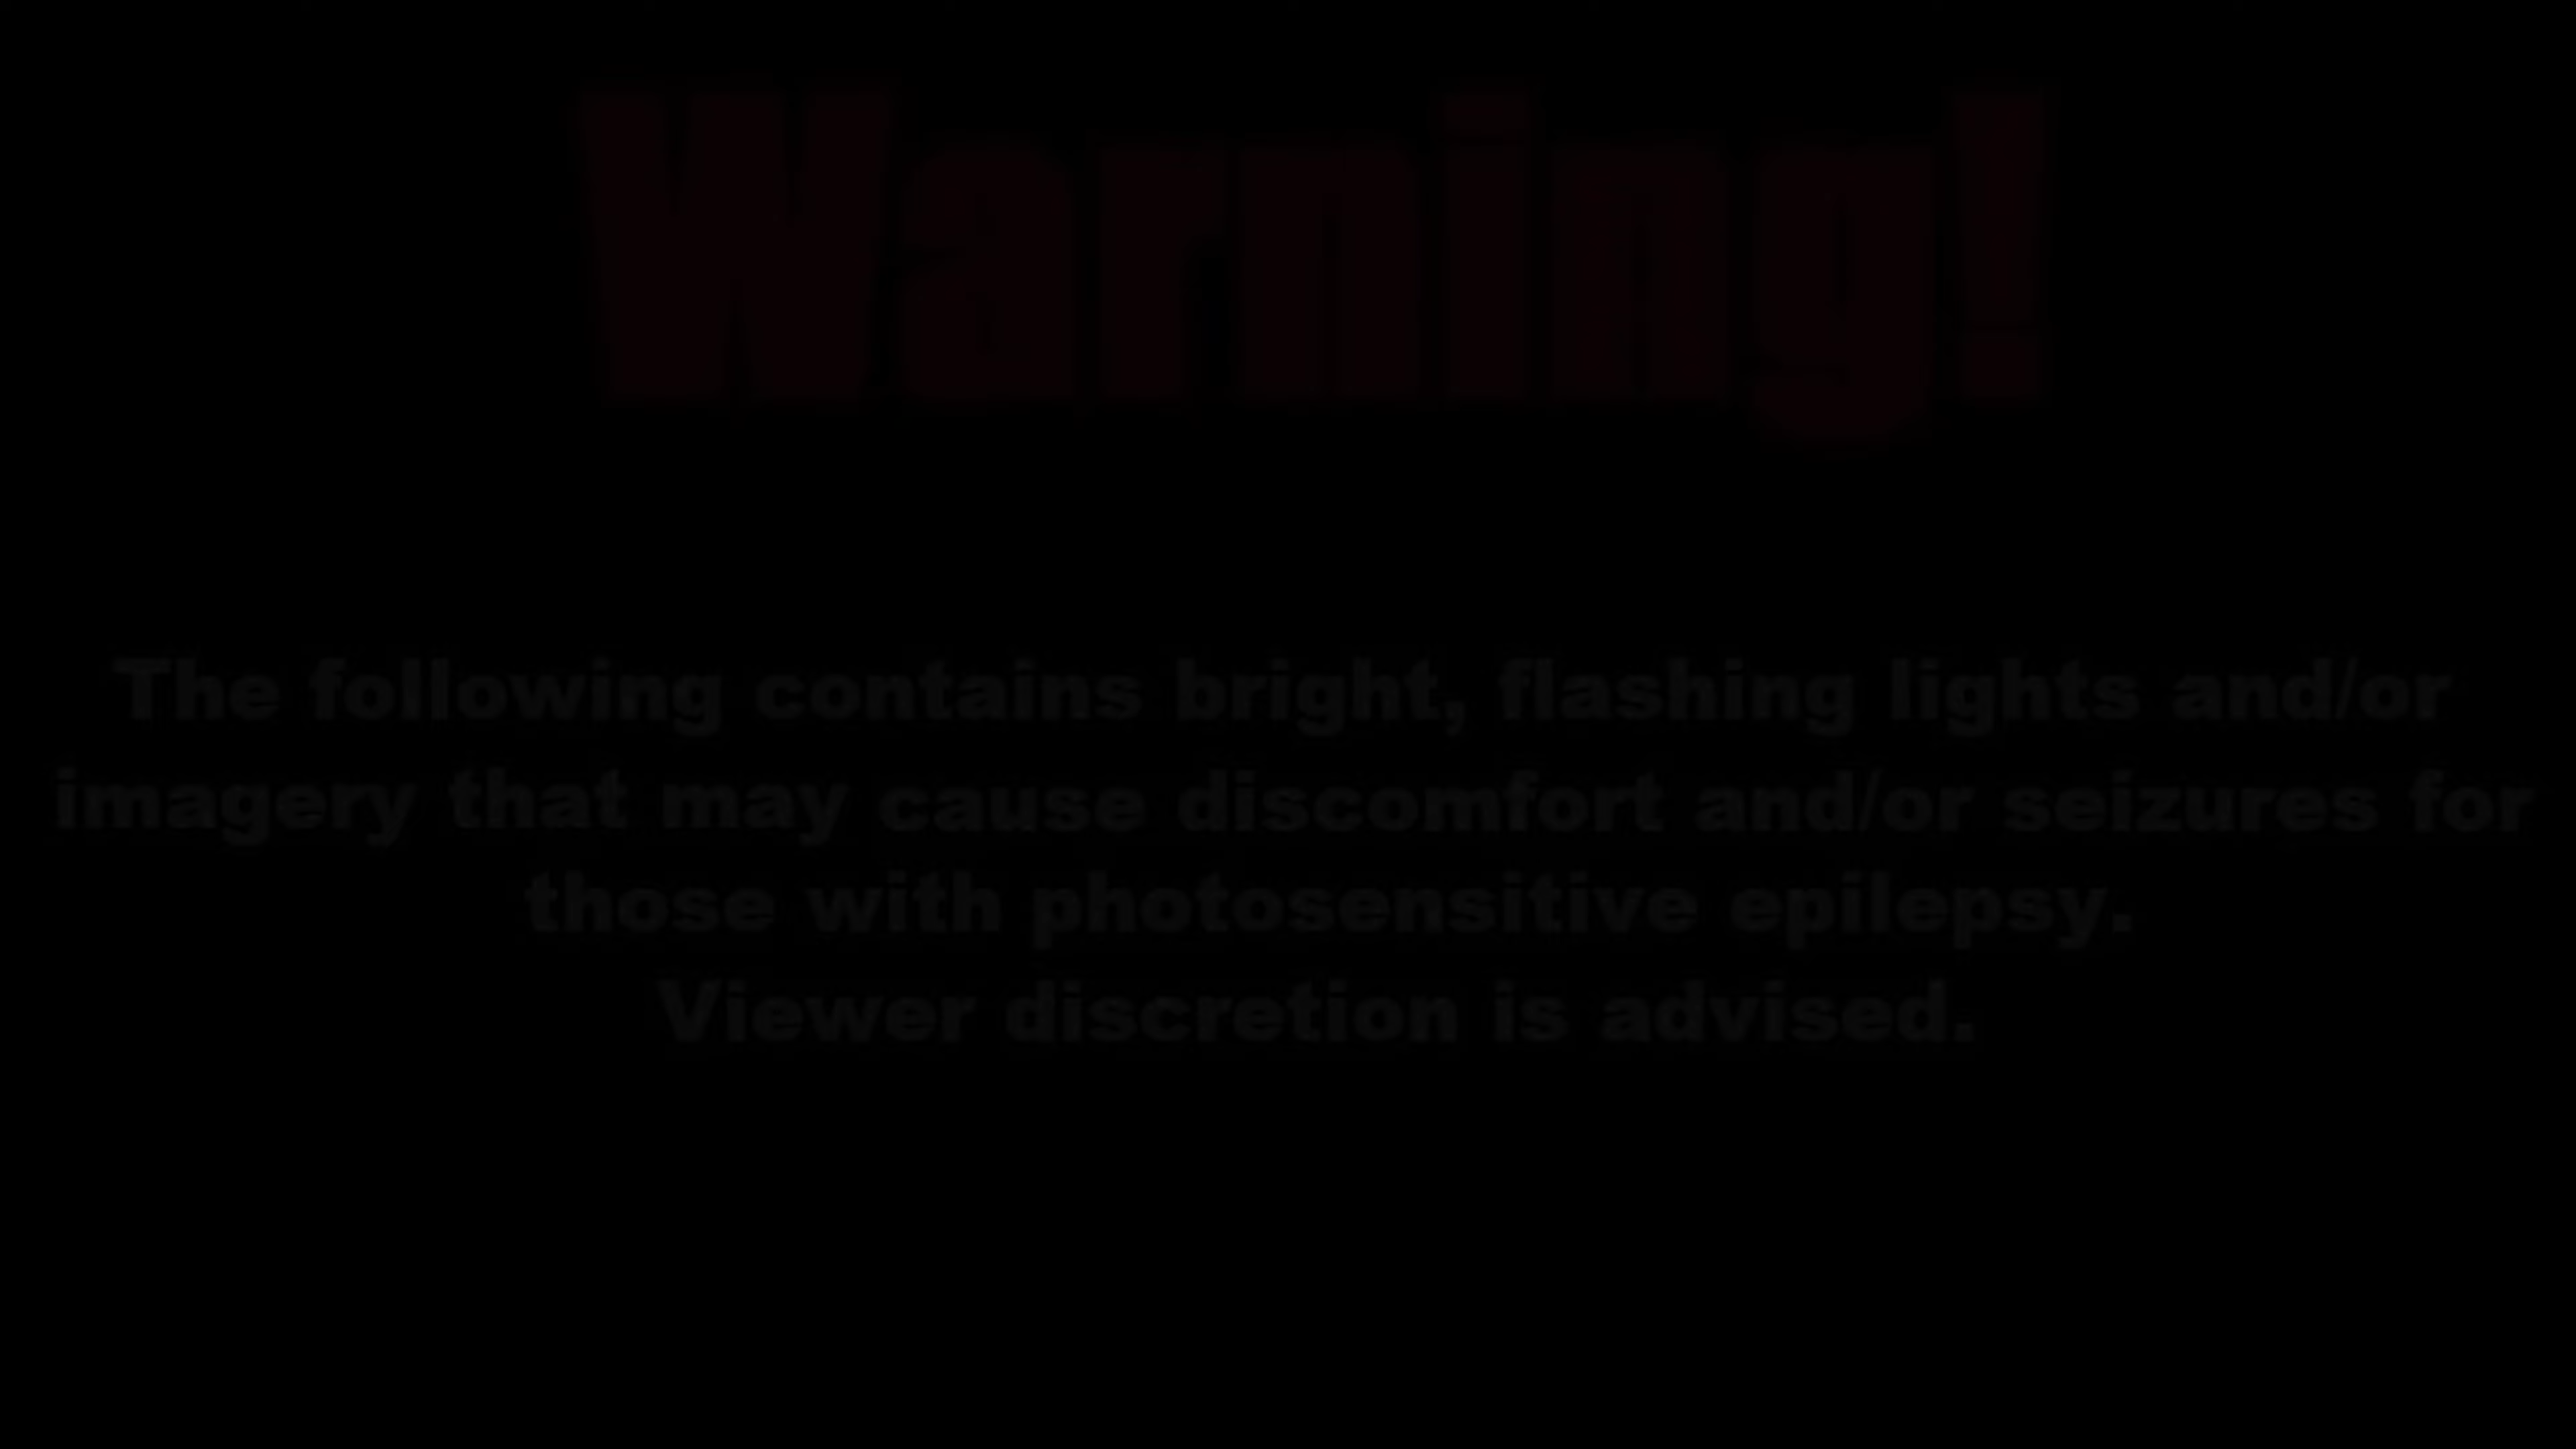 Warning!
The following contains bright, flashing lights and/or
imagery that may cause discomfort and/or seizures for
those with photosensitive epilepsy.
Viewer discretion is advised.